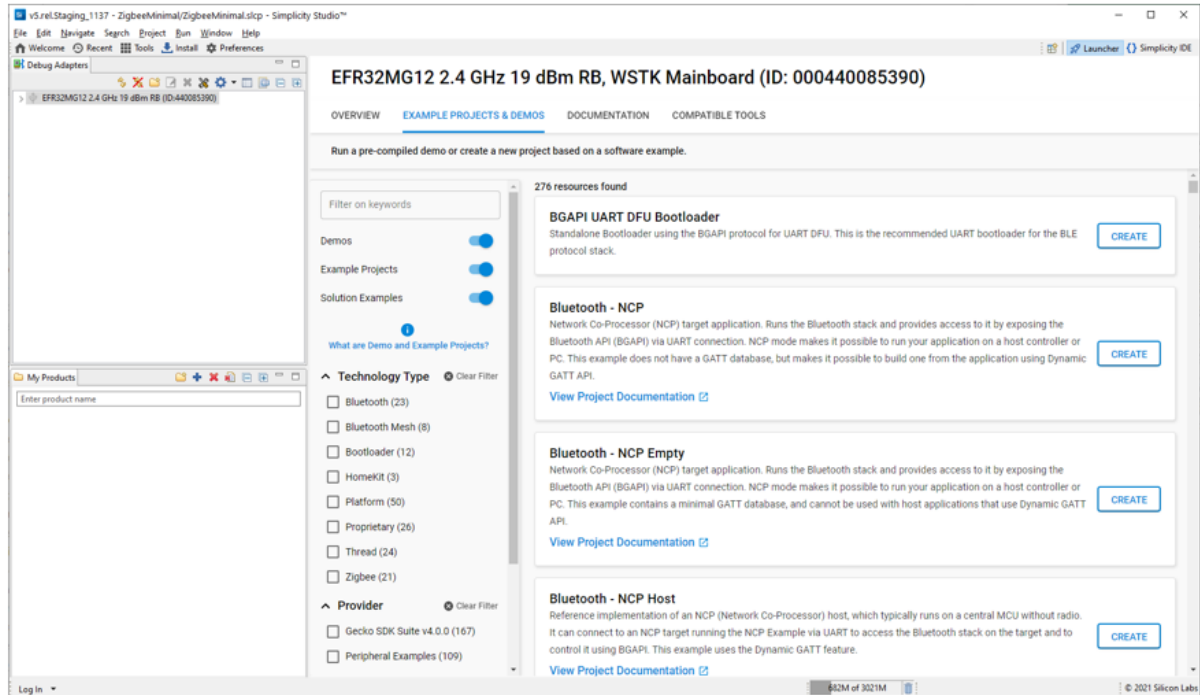 v5.rel.Staging_1137 - ZigbeeMinimal/ZigbeeMinimal.slcp - Simplicity Studio™
File Edit Navigate Search Project Run Window Help
Welcome Recent Tools Install Preferences
Launcher Simplicity IDE
Debug Adapters
EFR32MG12 2.4 GHz 19 dBm RB (ID:440085390)
EFR32MG12 2.4 GHz 19 dBm RB, WSTK Mainboard (ID: 000440085390)
OVERVIEW EXAMPLE PROJECTS & DEMOS DOCUMENTATION COMPATIBLE TOOLS
Run a pre-compiled demo or create a new project based on a software example.
My Products
Enter product name
Filter on keywords
Demos
Example Projects
Solution Examples
What are Demo and Example Projects?
Technology Type Clear Filter
Bluetooth (23)
Bluetooth Mesh (8)
Bootloader (12)
HomeKit (3)
Platform (50)
Proprietary (26)
Thread (24)
Zigbee (21)
Provider Clear Filter
Gecko SDK Suite v4.0.0 (167)
Peripheral Examples (109)
276 resources found
BGAPI UART DFU Bootloader
Standalone Bootloader using the BGAPI protocol for UART DFU. This is the recommended UART bootloader for the BLE
protocol stack.
CREATE
Bluetooth - NCP
Network Co-Processor (NCP) target application. Runs the Bluetooth stack and provides access to it by exposing the
Bluetooth API (BGAPI) via UART connection. NCP mode makes it possible to run your application on a host controller or
PC. This example does not have a GATT database, but makes it possible to build one from the application using Dynamic
GATT API.
View Project Documentation
CREATE
Bluetooth - NCP Empty
Network Co-Processor (NCP) target application. Runs the Bluetooth stack and provides access to it by exposing the
Bluetooth API (BGAPI) via UART connection. NCP mode makes it possible to run your application on a host controller or
PC. This example contains a minimal GATT database, and cannot be used with host applications that use Dynamic GATT
API.
View Project Documentation
CREATE
Bluetooth - NCP Host
Reference implementation of an NCP (Network Co-Processor) host, which typically runs on a central MCU without radio.
It can connect to an NCP target running the NCP Example via UART to access the Bluetooth stack on the target and to
control it using BGAPI. This example uses the Dynamic GATT feature.
View Project Documentation
CREATE
Log In
682M of 3021M
© 2021 Silicon Labs